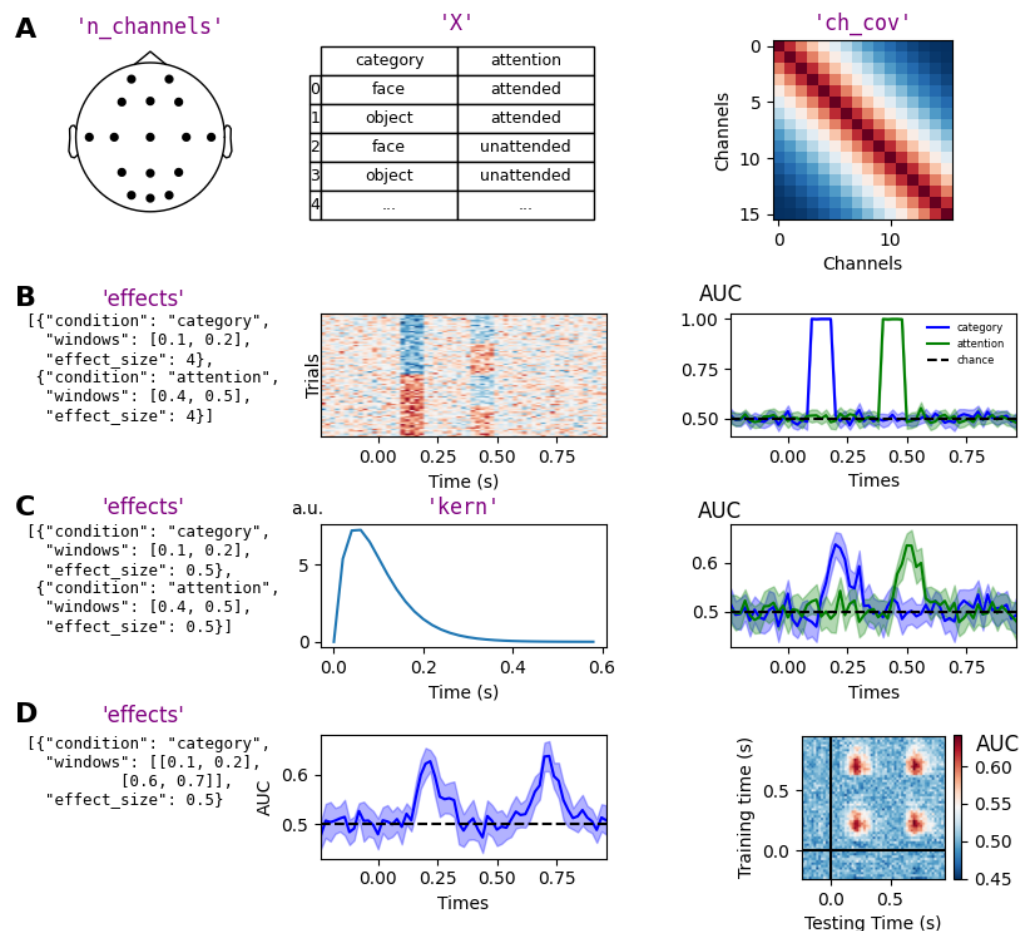 A
'n_channels'
'X'
category attention
0 face attended
1 object attended
2 face unattended
3 object unattended
4 ... ...
'ch_cov'
Channels
0
5
10
15
0 10
Channels
B
'effects'
[{"condition": "category",
"windows": [0.1, 0.2],
"effect_size": 4},
{"condition": "attention",
"windows": [0.4, 0.5],
"effect_size": 4}]
Trials
0.00 0.25 0.50 0.75
Time (s)
AUC
1.00
0.75
0.50
category
attention
chance
0.00 0.25 0.50 0.75
Times
C
'effects'
[{"condition": "category",
"windows": [0.1, 0.2],
"effect_size": 0.5},
{"condition": "attention",
"windows": [0.4, 0.5],
"effect_size": 0.5}]
a.u.
'kern'
5
0
0.0 0.2 0.4 0.6
Time (s)
AUC
0.6
0.5
0.00 0.25 0.50 0.75
Times
D
'effects'
[{"condition": "category",
"windows": [[0.1, 0.2],
[0.6, 0.7]],
"effect_size": 0.5}
AUC
0.6
0.5
0.00 0.25 0.50 0.75
Times
Training time (s)
0.5
0.0
0.0 0.5
Testing Time (s)
AUC
0.60
0.55
0.50
0.45